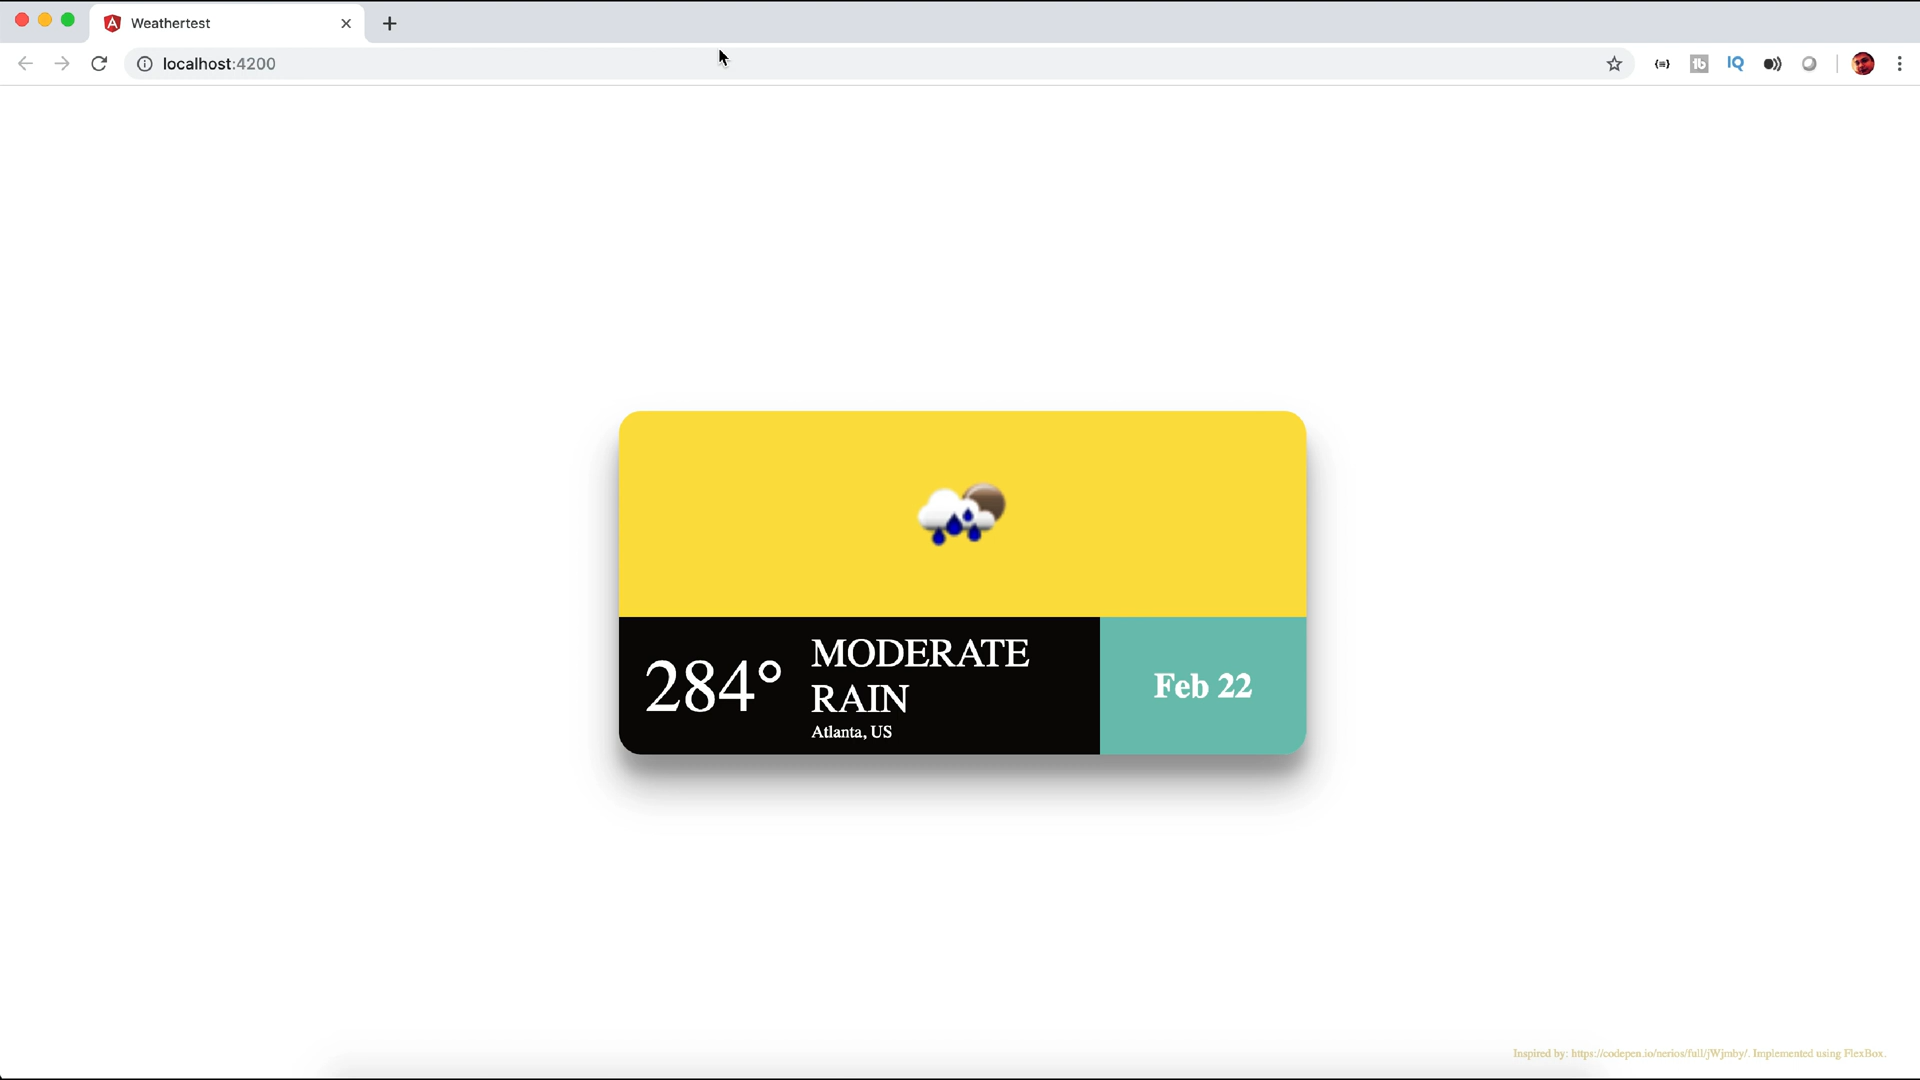 Weathertest
localhost:4200
IQ
284°
MODERATE
RAIN
Atlanta, US
Feb 22
Inspired by: https://codepen.io/nerios/full/jWjmby/. Implemented using FlexBox.